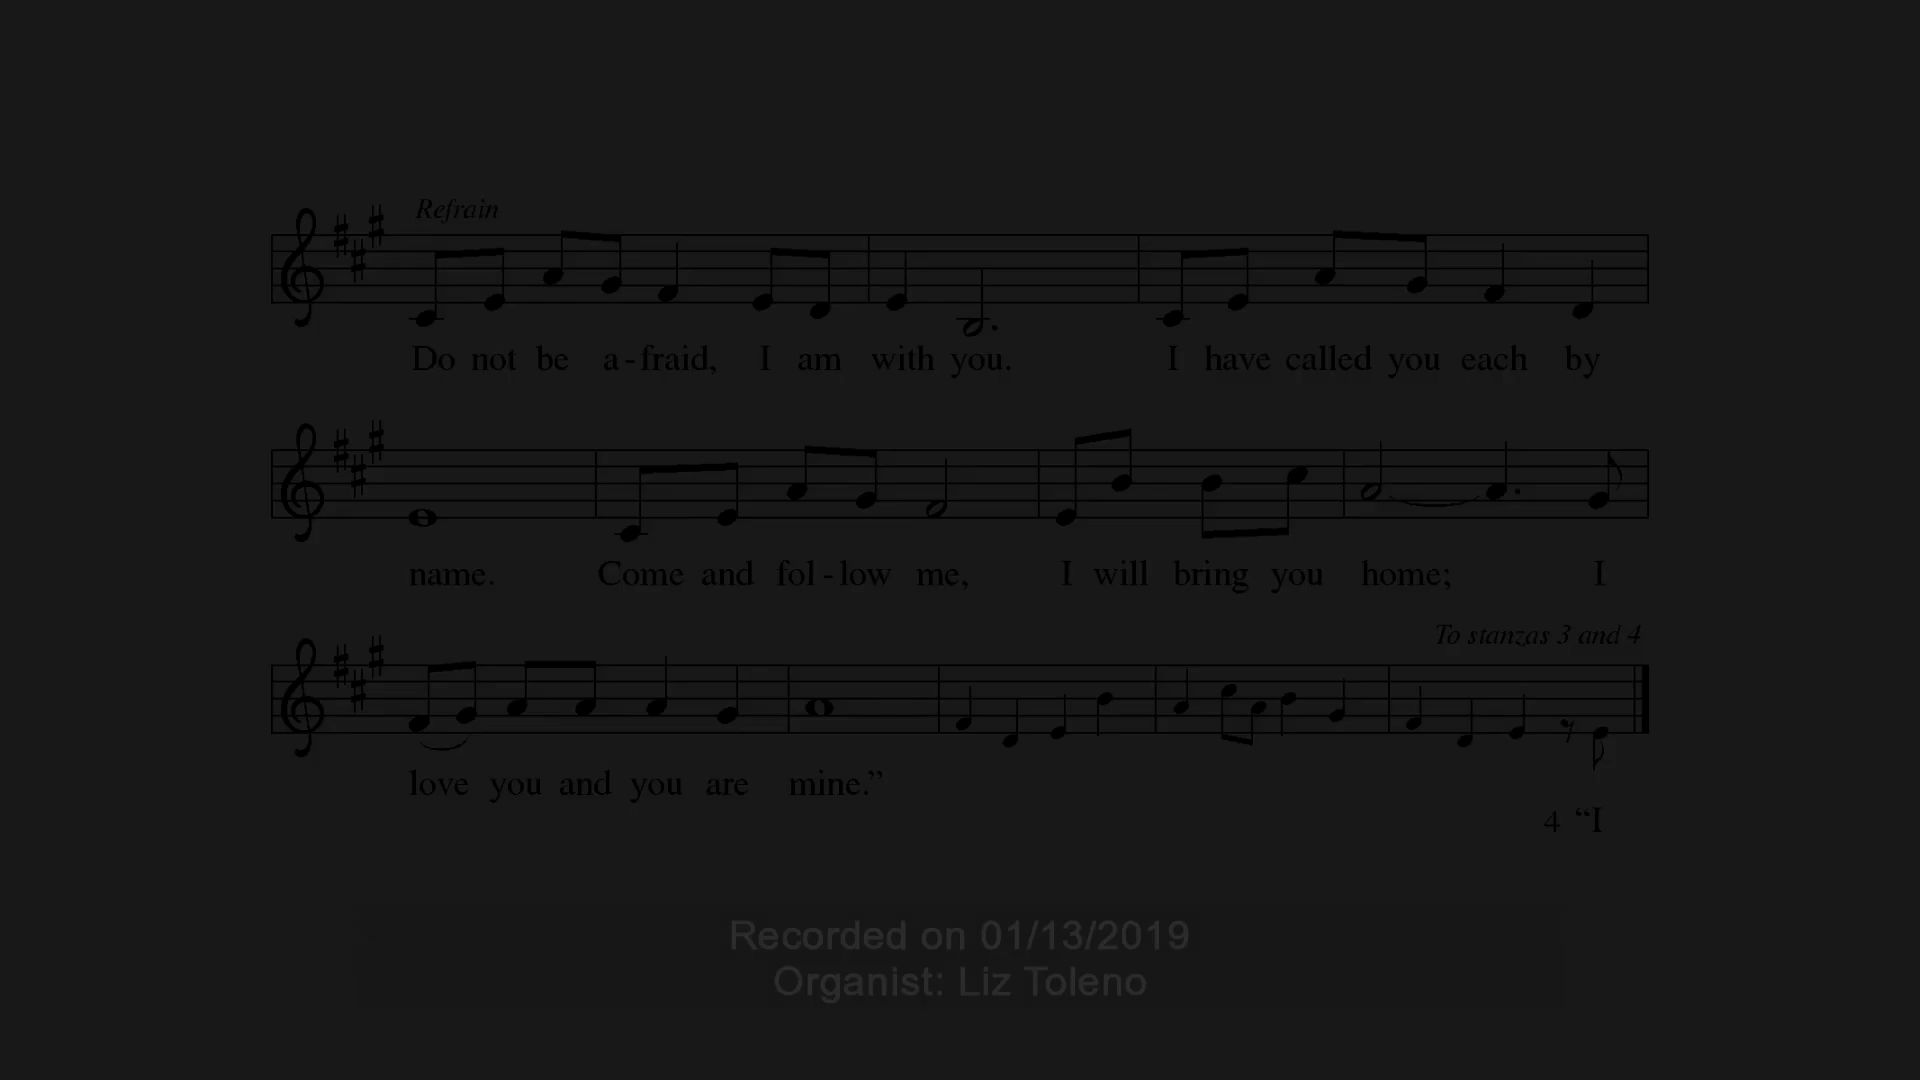 Refrain
Do not be a-fraid, I am with you. I have called you each by
name. Come and fol-low me, I will bring you home; I
To stanzas 3 and 4
love you and you are mine.”
4 “I
Recorded on 01/13/2019
Organist: Liz Toleno